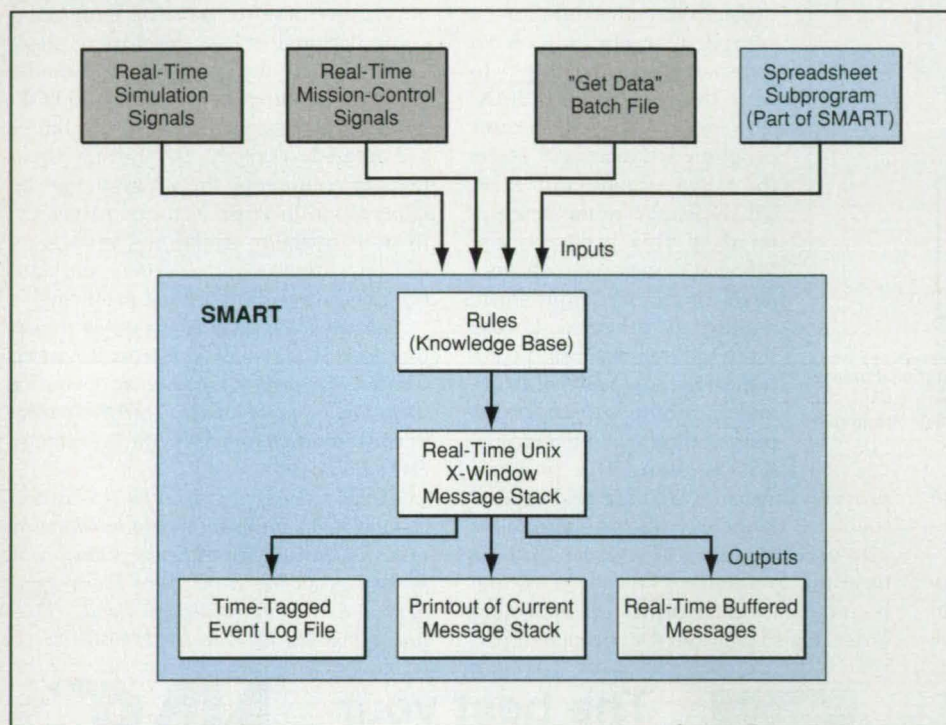 Real-Time
Simulation
Signals
Real-Time
Mission-Control
Signals
"Get Data"
Batch File
Spreadsheet
Subprogram
(Part of SMART)
Inputs
SMART
Rules
(Knowledge Base)
Real-Time Unix
X-Window
Message Stack
Outputs
Time-Tagged
Event Log File
Printout of Current
Message Stack
Real-Time Buffered
Messages